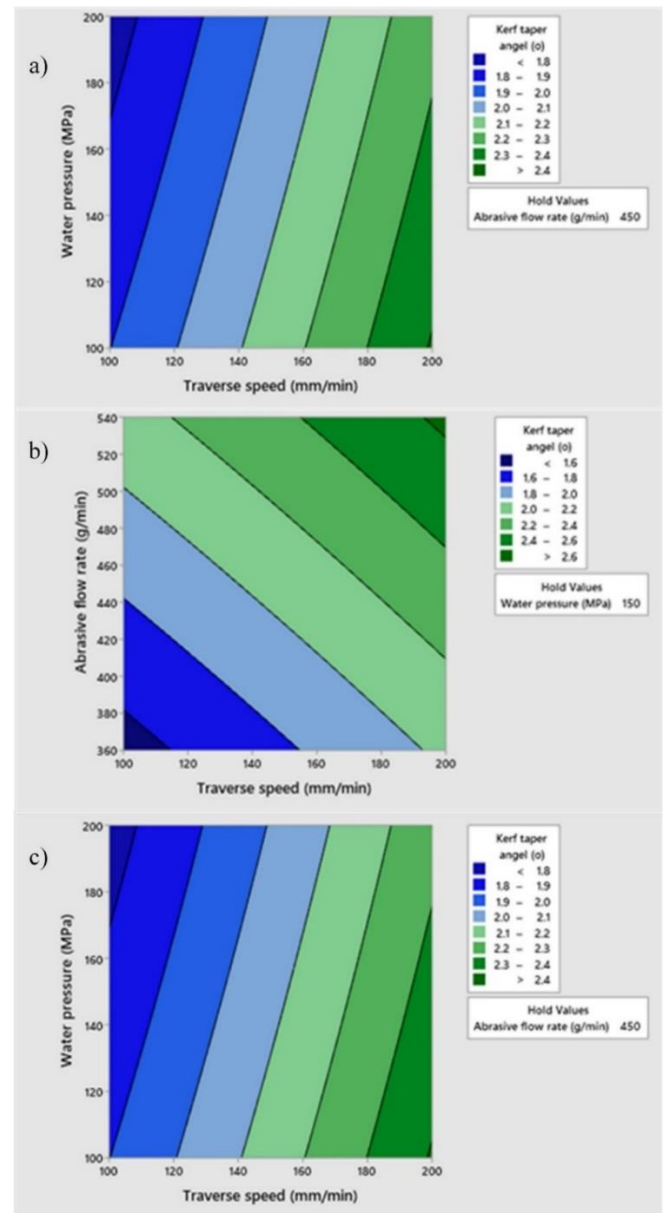 a)
Water pressure (MPa)
200
180
160
140
120
100
100 120 140 160 180 200
Traverse speed (mm/min)
Kerf taper
angel (o)
< 1.8
1.8 – 1.9
1.9 – 2.0
2.0 – 2.1
2.1 – 2.2
2.2 – 2.3
2.3 – 2.4
> 2.4
Hold Values
Abrasive flow rate (g/min) 450
b)
Abrasive flow rate (g/min)
540
520
500
480
460
440
420
400
380
360
100 120 140 160 180 200
Traverse speed (mm/min)
Kerf taper
angel (o)
< 1.6
1.6 – 1.8
1.8 – 2.0
2.0 – 2.2
2.2 – 2.4
2.4 – 2.6
> 2.6
Hold Values
Water pressure (MPa) 150
c)
Water pressure (MPa)
200
180
160
140
120
100
100 120 140 160 180 200
Traverse speed (mm/min)
Kerf taper
angel (o)
< 1.8
1.8 – 1.9
1.9 – 2.0
2.0 – 2.1
2.1 – 2.2
2.2 – 2.3
2.3 – 2.4
> 2.4
Hold Values
Abrasive flow rate (g/min) 450